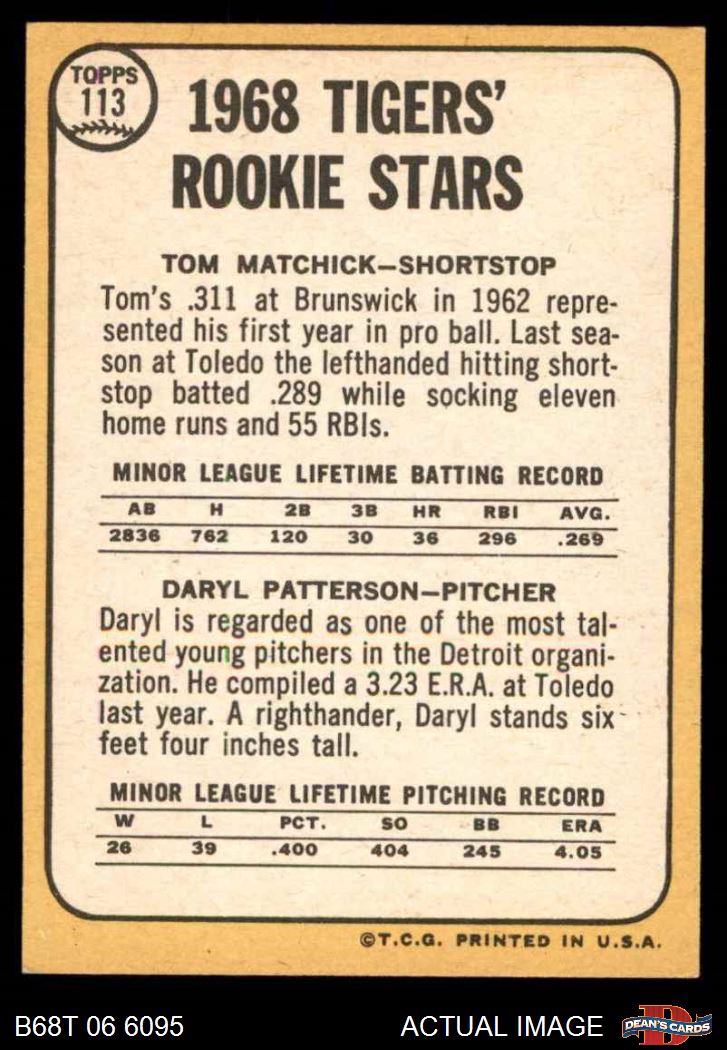 TOPPS
113
1968 TIGERS'
ROOKIE STARS
TOM MATCHICK—SHORTSTOP
Tom's .311 at Brunswick in 1962 repre-
sented his first year in pro ball. Last sea-
son at Toledo the lefthanded hitting short-
stop batted .289 while socking eleven
home runs and 55 RBIs.
MINOR LEAGUE LIFETIME BATTING RECORD
AB H 2B 3B HR RBI AVG.
2836 762 120 30 36 296 .269
DARYL PATTERSON—PITCHER
Daryl is regarded as one of the most tal-
ented young pitchers in the Detroit organi-
zation. He compiled a 3.23 E.R.A. at Toledo
last year. A righthander, Daryl stands six
feet four inches tall.
MINOR LEAGUE LIFETIME PITCHING RECORD
W L PCT. SO BB ERA
26 39 .400 404 245 4.05
©T.C.G. PRINTED IN U.S.A.
B68T 06 6095 ACTUAL IMAGE D DEAN'S CARDS